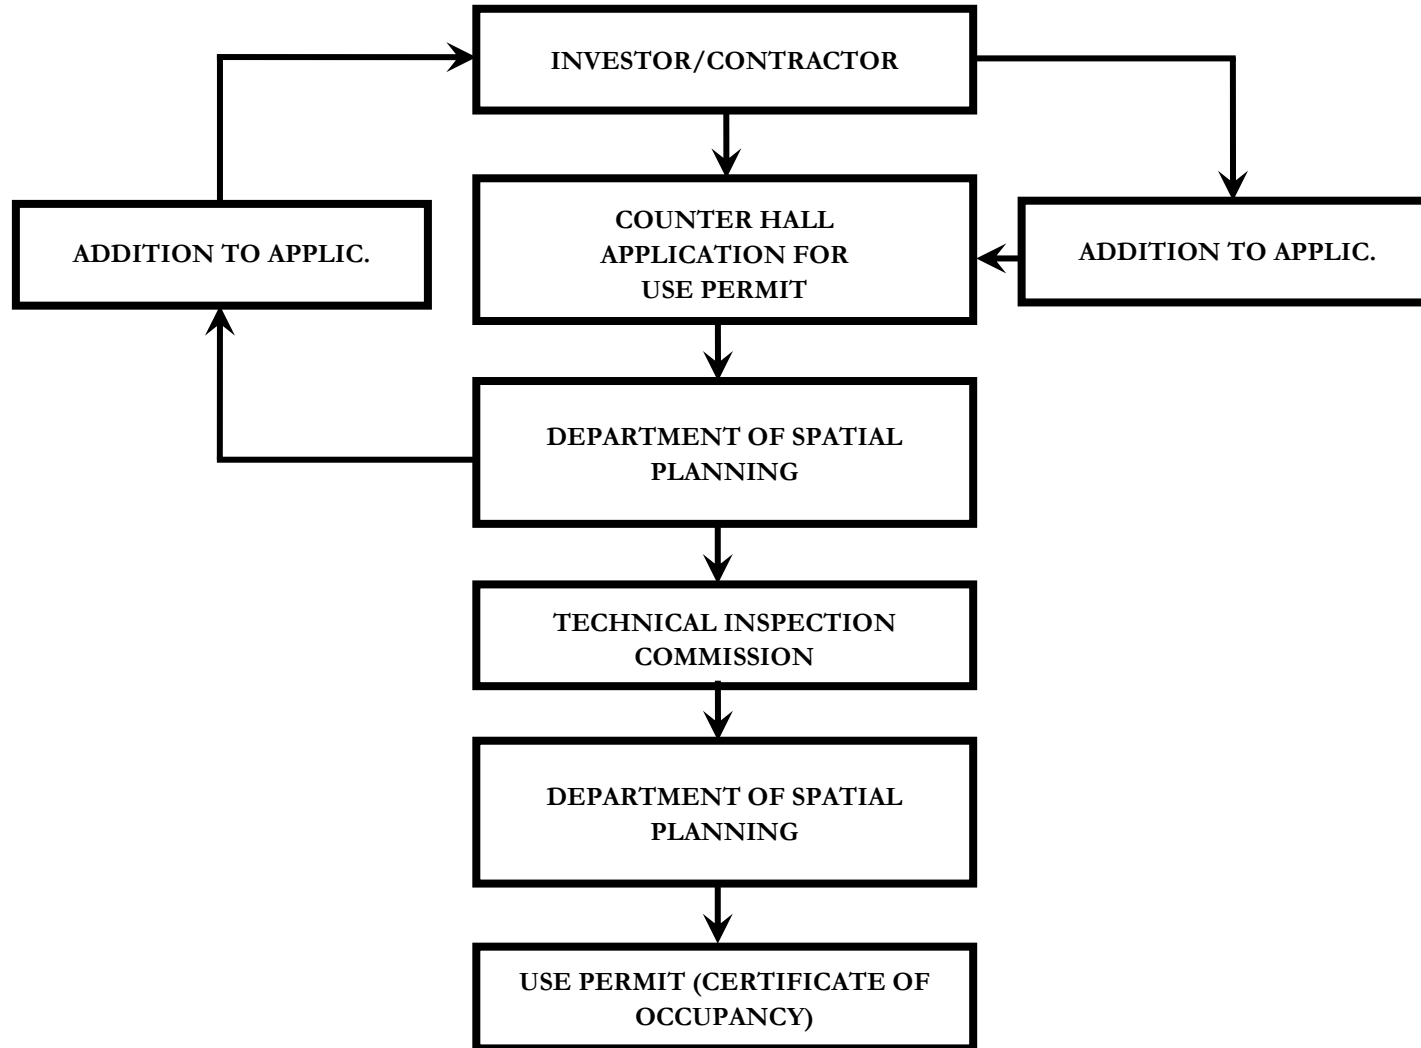 INVESTOR/CONTRACTOR
COUNTER HALL
APPLICATION FOR
USE PERMIT
ADDITION TO APPLIC.
ADDITION TO APPLIC.
DEPARTMENT OF SPATIAL
PLANNING
TECHNICAL INSPECTION
COMMISSION
DEPARTMENT OF SPATIAL
PLANNING
USE PERMIT (CERTIFICATE OF
OCCUPANCY)